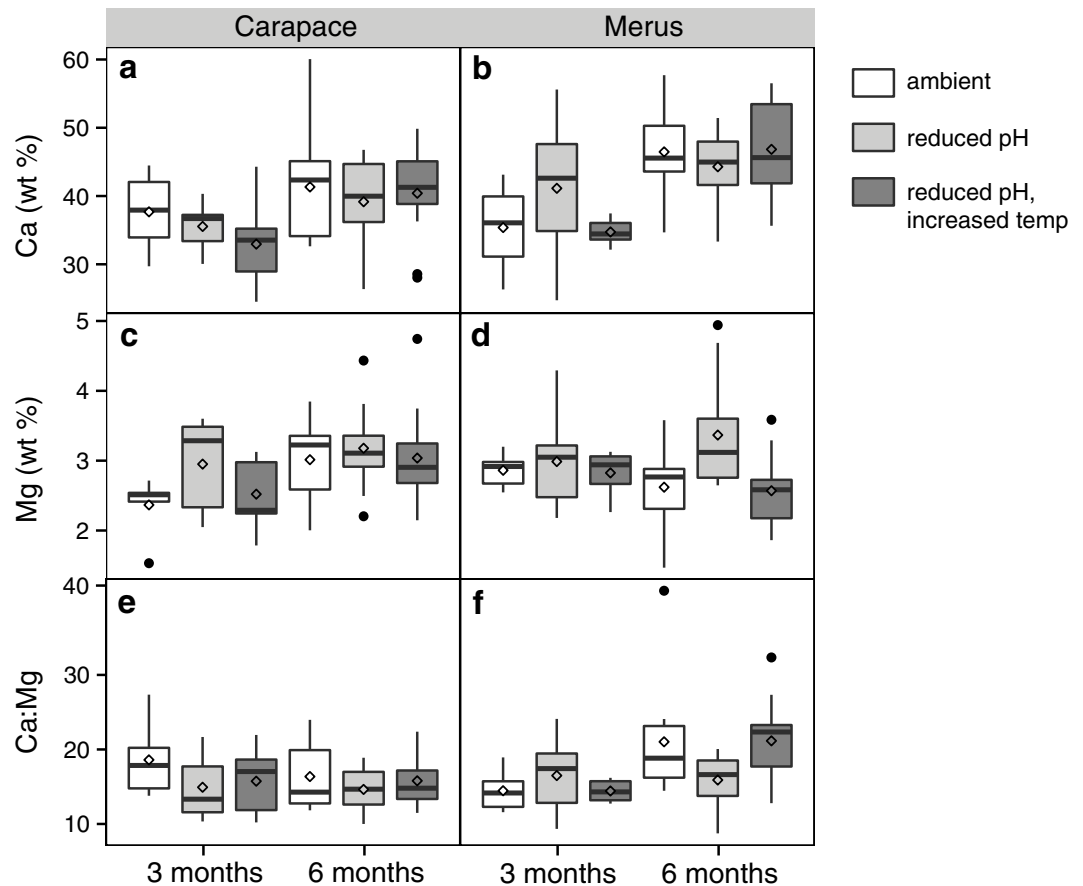 Carapace Merus
a b
60
50
40
30
Ca (wt %)
ambient
reduced pH
reduced pH,
increased temp
c d
5
4
3
2
Mg (wt %)
e f
40
30
20
10
Ca:Mg
3 months 6 months 3 months 6 months